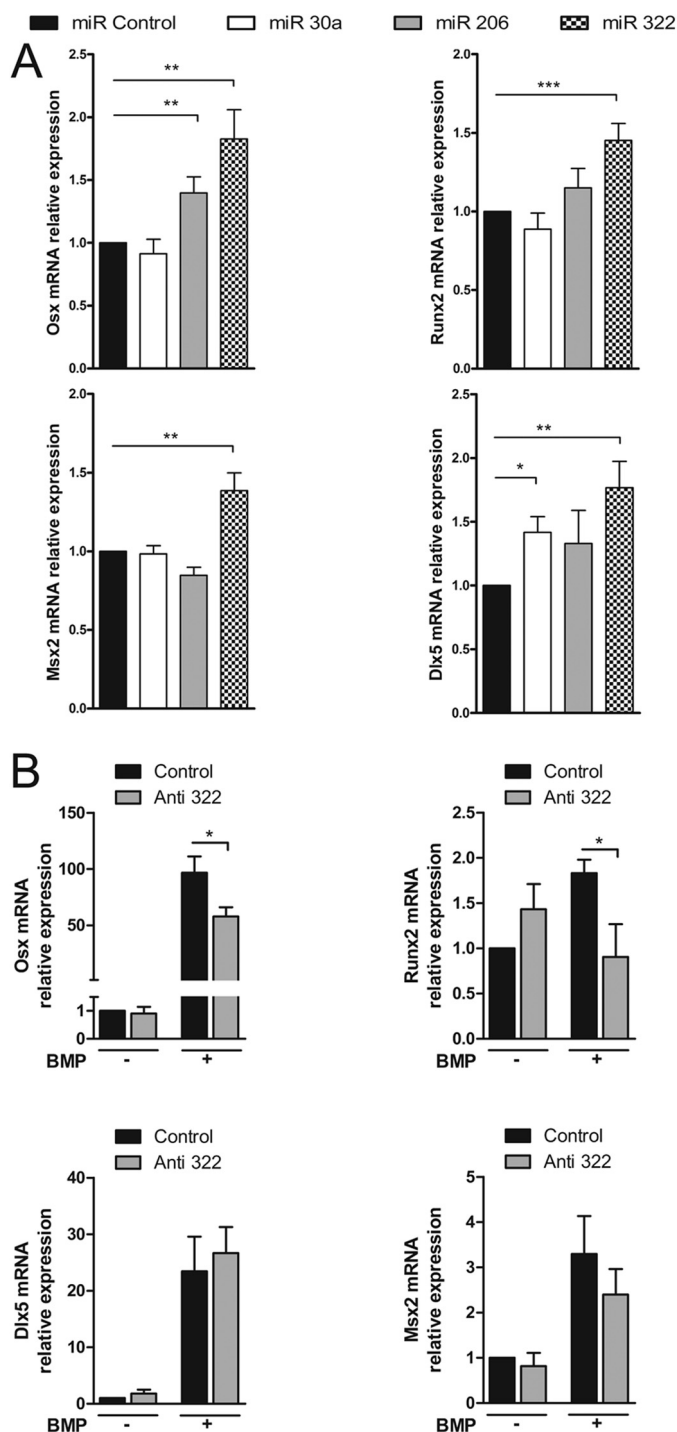 miR Control miR 30a miR 206 miR 322
A
Osx mRNA relative expression
2.5
2.0
1.5
1.0
0.5
0.0
**
**
Runx2 mRNA relative expression
2.0
1.5
1.0
0.5
0.0
***
Msx2 mRNA relative expression
2.0
1.5
1.0
0.5
0.0
**
Dlx5 mRNA relative expression
2.5
2.0
1.5
1.0
0.5
0.0
**
*
B
Control
Anti 322
Osx mRNA
relative expression
150
100
50
1
0
*
BMP - +
Control
Anti 322
Runx2 mRNA
relative expression
2.5
2.0
1.5
1.0
0.5
0.0
*
BMP - +
Control
Anti 322
Dlx5 mRNA
relative expression
40
30
20
10
0
BMP - +
Control
Anti 322
Msx2 mRNA
relative expression
5
4
3
2
1
0
BMP - +